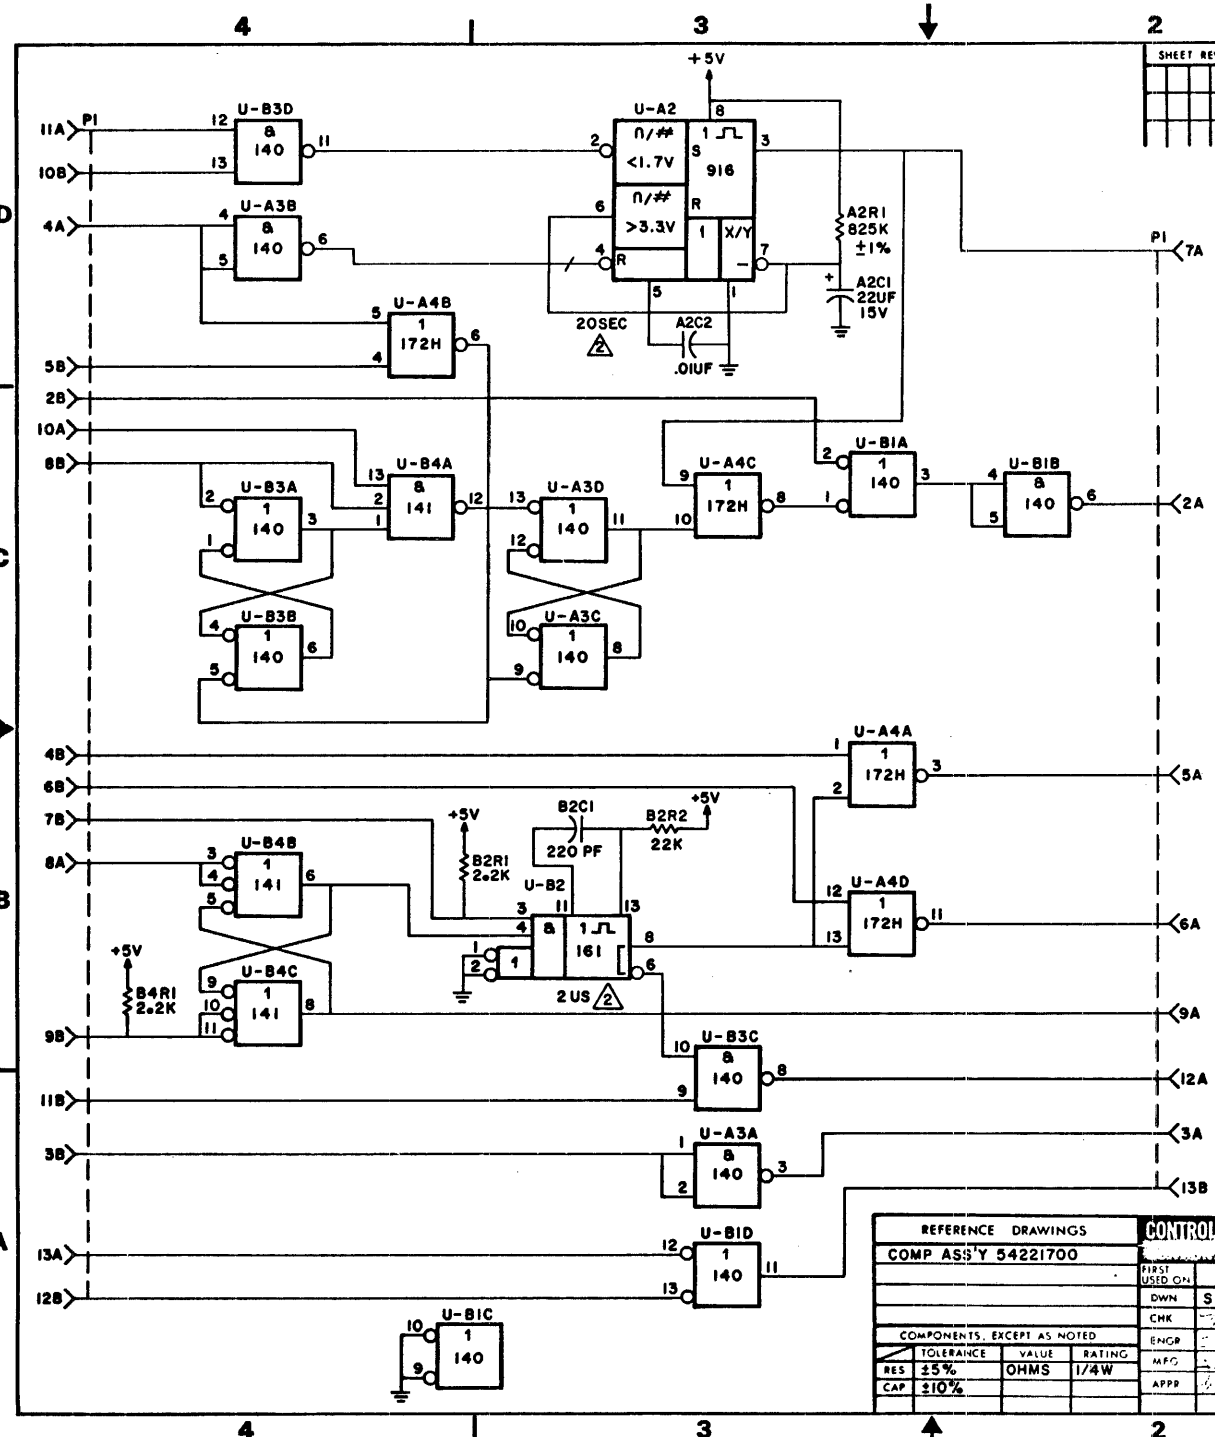 4 3 2
SHEET RE
+5V
U-B3D
U-A2
8
11A P1 12 & 11 2 n/## 1 3
140 <1.7V S 916
10B 13
U-A3B n/## R
4A 4 & 6 6 >3.3V 1 X/Y A2R1
140 825K
5 4 R 7 ±1% P1
D
7A
5 1 + A2C1
22UF
15V
U-A4B
5 1 6 20SEC A2C2
172H 2
.01UF
5B 4
2B
10A
8B
U-B4A U-A4C U-B1A U-B1B
U-B3A 13 & 12 13 U-A3D 9 1 8 2 1 3 4 & 6
2 1 3 2 141 1 11 10 172H 1 140 5 140
140 1 140
1 12
2A
C
U-B3B U-A3C
4 1 6 10 1 8
140 140
5 9
U-A4A
4B 1 1 3
172H 5A
6B 2
7B +5V B2C1 B2R2 +5V
220 PF 22K
U-B4B B2R1
8A 3 1 6 2.2K
4 141 U-B2 U-A4D
5 11 13 12 1 11
172H 6A
B
3 & 1 8 13
4 161
+5V 1 1 6
2
U-B4C 2 US 2
B4R1 9 1 8
2.2K 10 141 9A
9B 11
U-B3C
10 & 8
140 12A
11B 9
U-A3A
3B 1 & 3 3A
140
2
13B
U-B1D
A
13A 12 1 11
140
12B 13
U-B1C
10 1
140
9
REFERENCE DRAWINGS
COMP ASS'Y 54221700
COMPONENTS, EXCEPT AS NOTED
TOLERANCE VALUE RATING
RES ±5% OHMS 1/4W
CAP ±10%
CONTROL
FIRST
USED ON
DWN S
CHK
ENGR
MFG
APPR
4 3 2